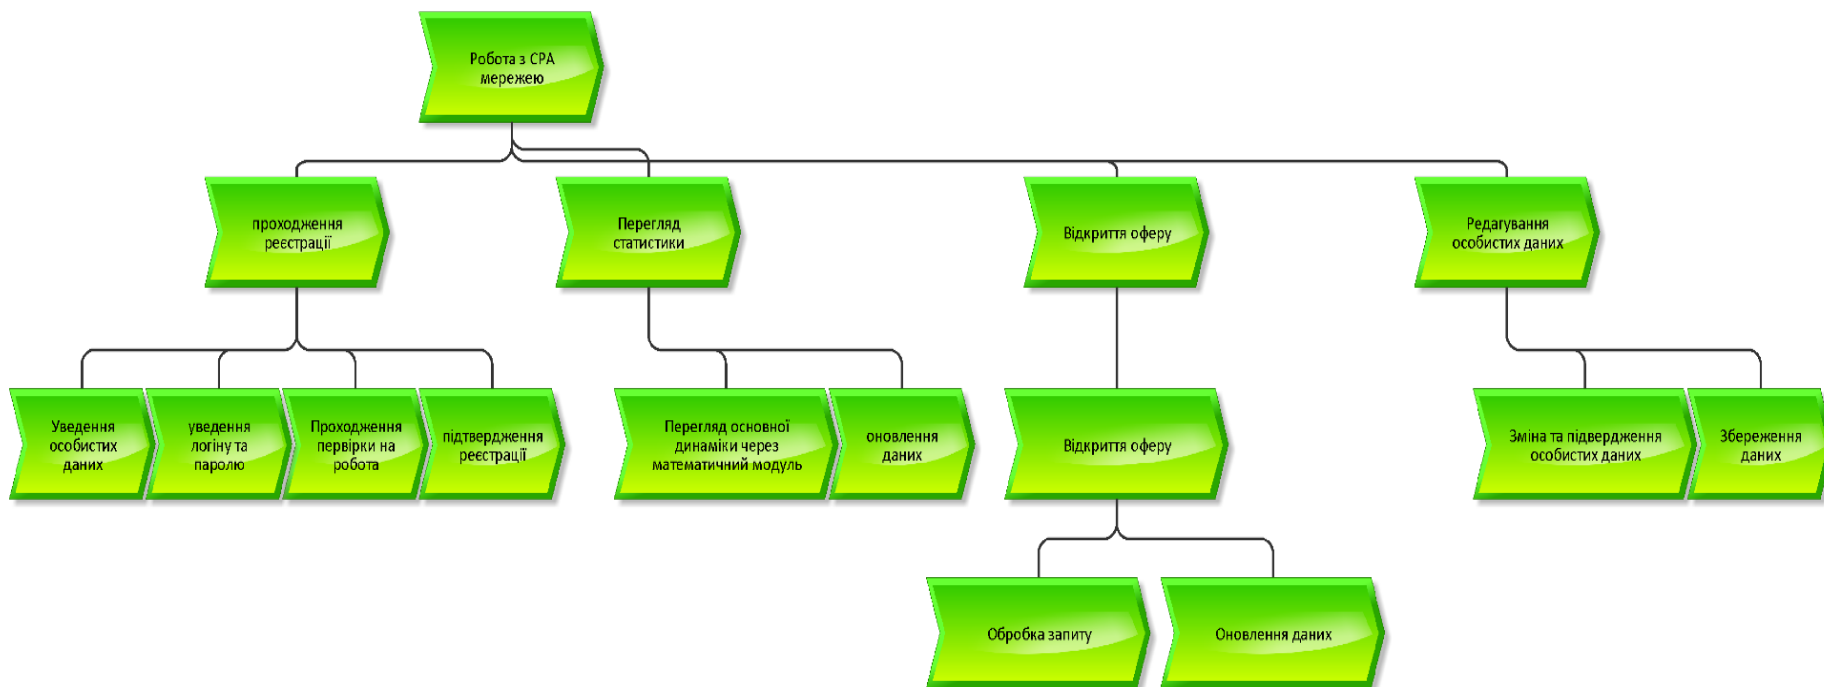 Робота з CPA
мережею
проходження
реєстрації
Перегляд
статистики
Відкриття оферу
Редагування
особистих даних
Уведення
особистих
даних
уведення
логіну та
паролю
Проходження
первірки на
робота
підтвердження
реєстрації
Перегляд основної
динаміки через
математичний модуль
оновлення
даних
Відкриття оферу
Зміна та підвердження
особистих даних
Збереження
даних
Обробка запиту
Оновлення даних